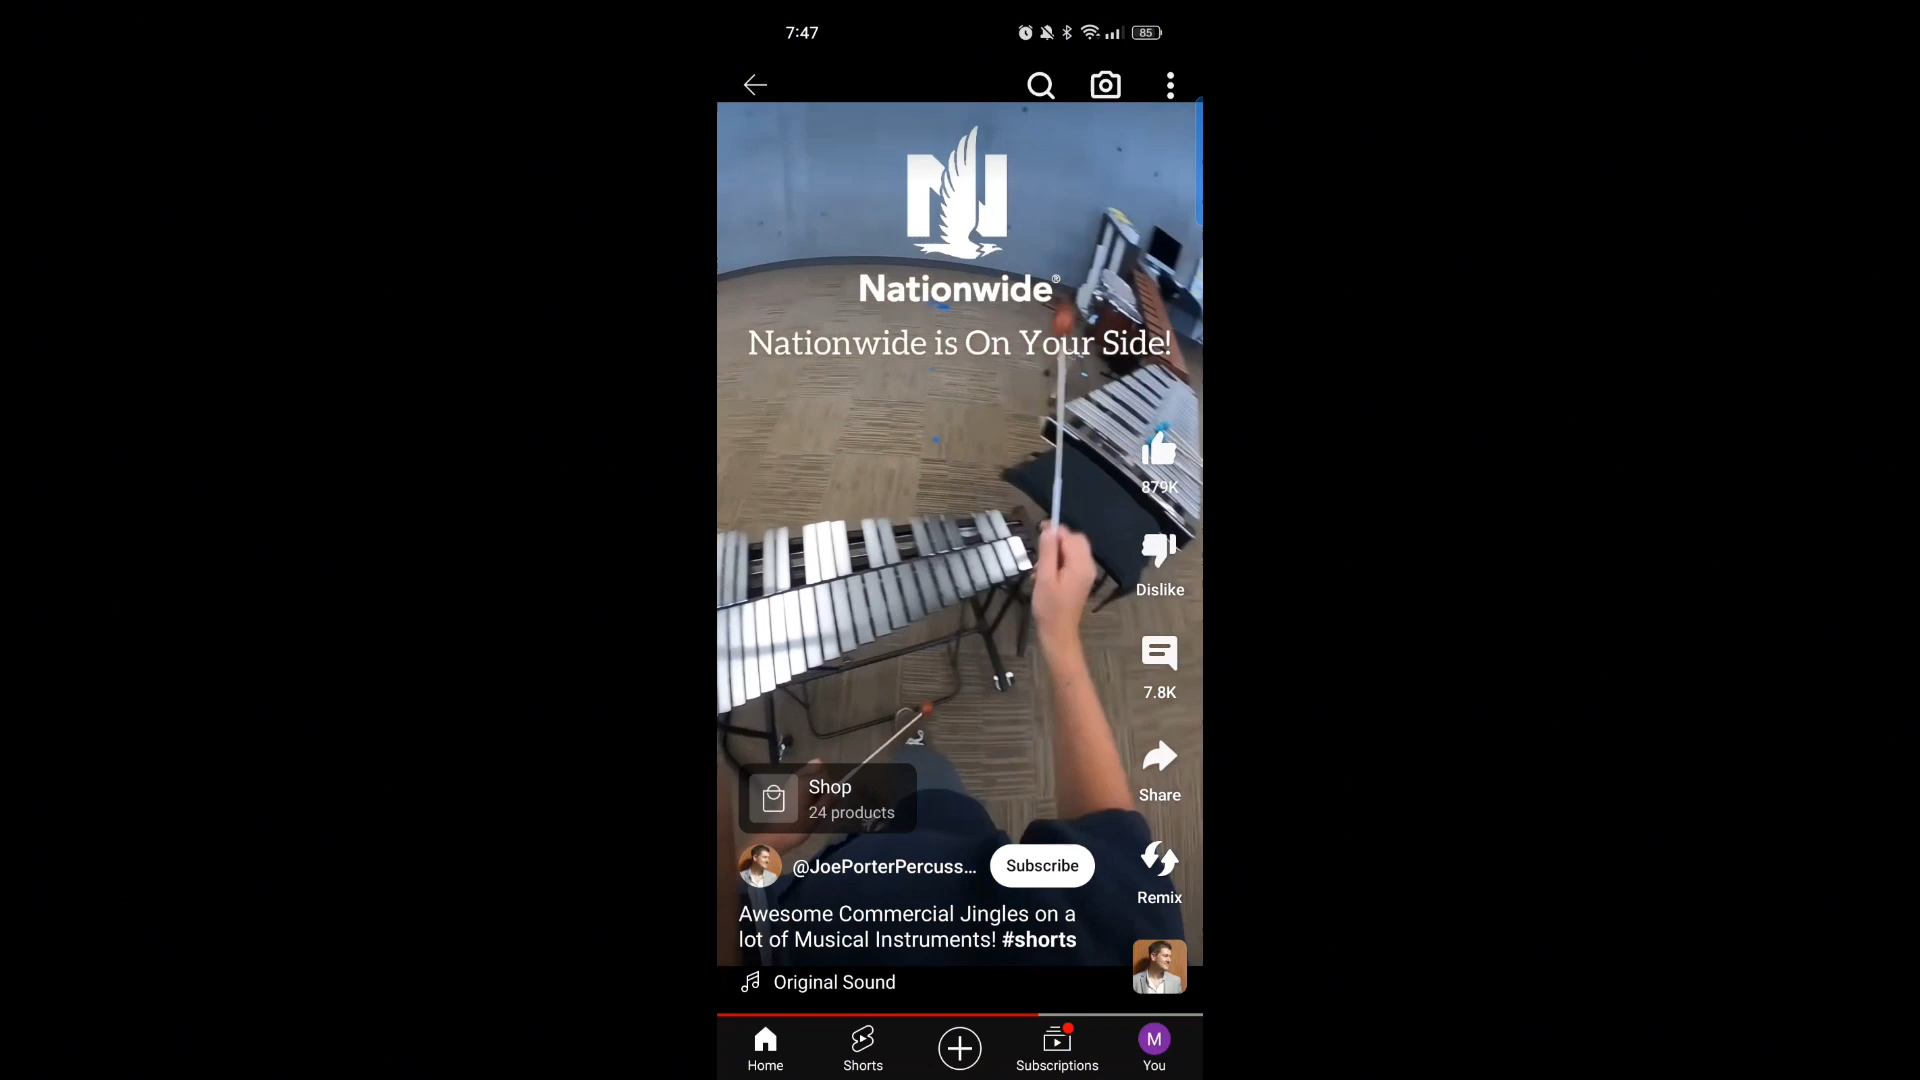 7:47
85
Nationwide®
Nationwide is On Your Side!
879K
Dislike
7.8K
Share
Shop
24 products
@JoePorterPercuss...
Subscribe
Remix
Awesome Commercial Jingles on a
lot of Musical Instruments! #shorts
Original Sound
Home
Shorts
Subscriptions
M
You